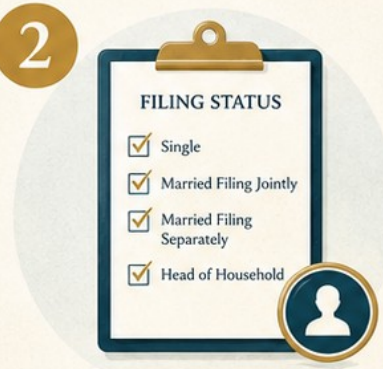 2
FILING STATUS
Single
Married Filing Jointly
Married Filing
Separately
Head of Household